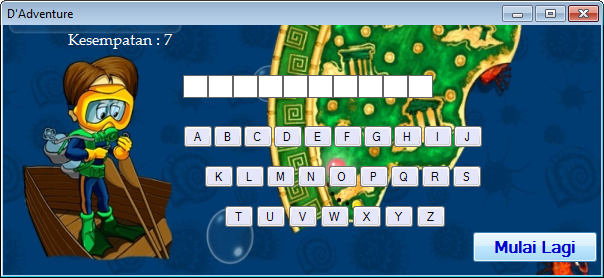 D'Adventure
Kesempatan : 7
A B C D E F G H I J
K L M N O P Q R S
T U V W X Y Z
Mulai Lagi